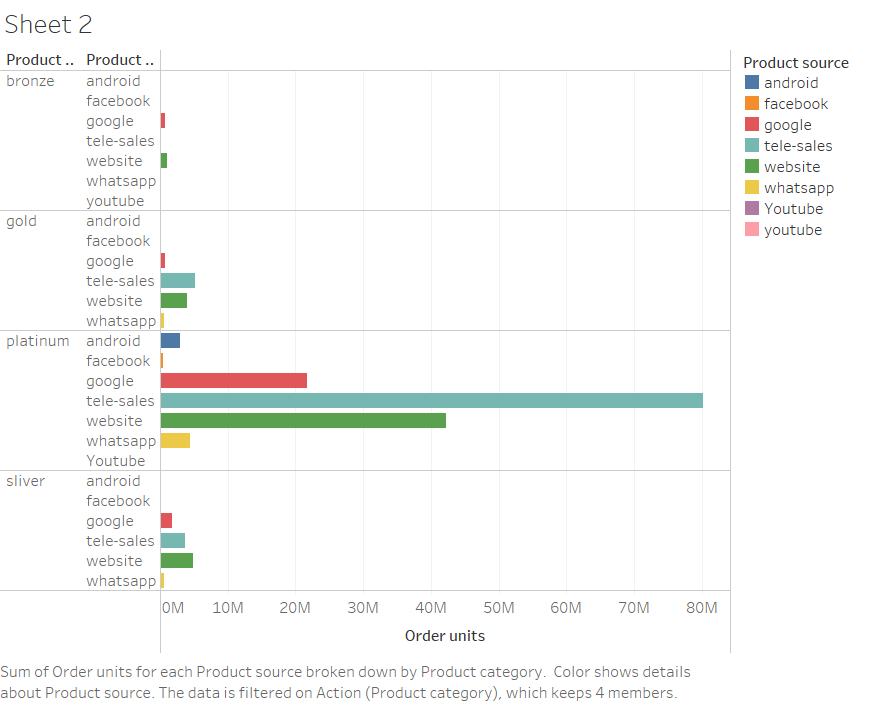 Sheet 2
Product .. Product ..
bronze android
facebook
google
tele-sales
website
whatsapp
youtube
gold android
facebook
google
tele-sales
website
whatsapp
platinum android
facebook
google
tele-sales
website
whatsapp
Youtube
sliver android
facebook
google
tele-sales
website
whatsapp
0M 10M 20M 30M 40M 50M 60M 70M 80M
Order units
Product source
android
facebook
google
tele-sales
website
whatsapp
Youtube
youtube
Sum of Order units for each Product source broken down by Product category.  Color shows details
about Product source. The data is filtered on Action (Product category), which keeps 4 members.